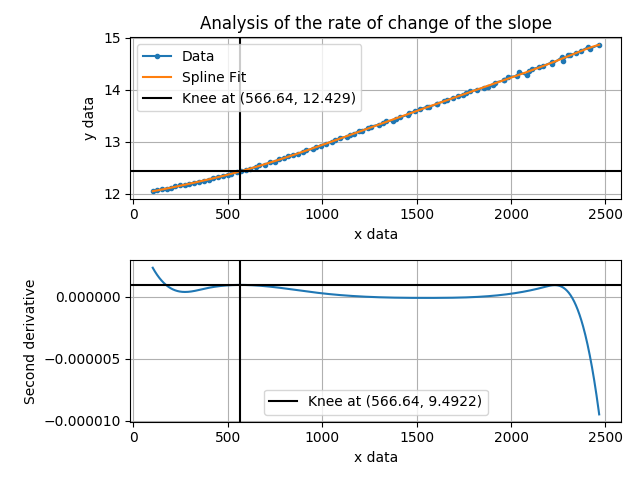 Analysis of the rate of change of the slope
15
14
13
12
y data
Data
Spline Fit
Knee at (566.64, 12.429)
0 500 1000 1500 2000 2500
x data
0.000000
−0.000005
−0.000010
Second derivative
Knee at (566.64, 9.4922)
0 500 1000 1500 2000 2500
x data